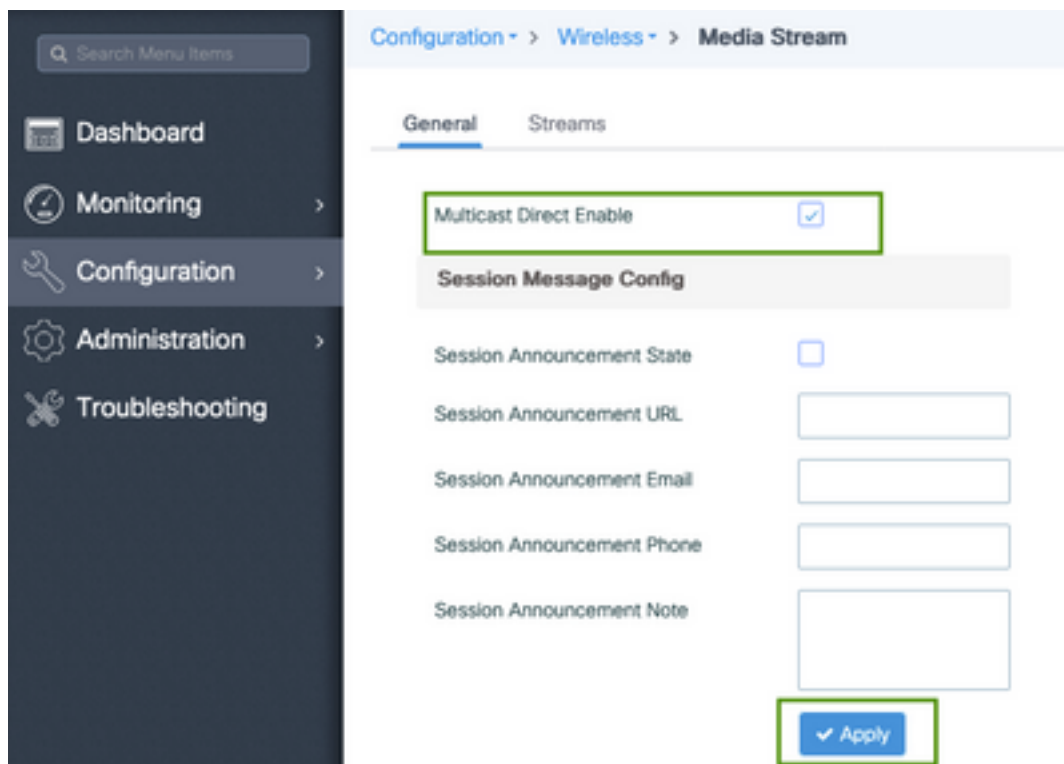 Search Menu Items
Dashboard
Monitoring
Configuration
Administration
Troubleshooting
Configuration > Wireless > Media Stream
General Streams
Multicast Direct Enable
Session Message Config
Session Announcement State
Session Announcement URL
Session Announcement Email
Session Announcement Phone
Session Announcement Note
Apply